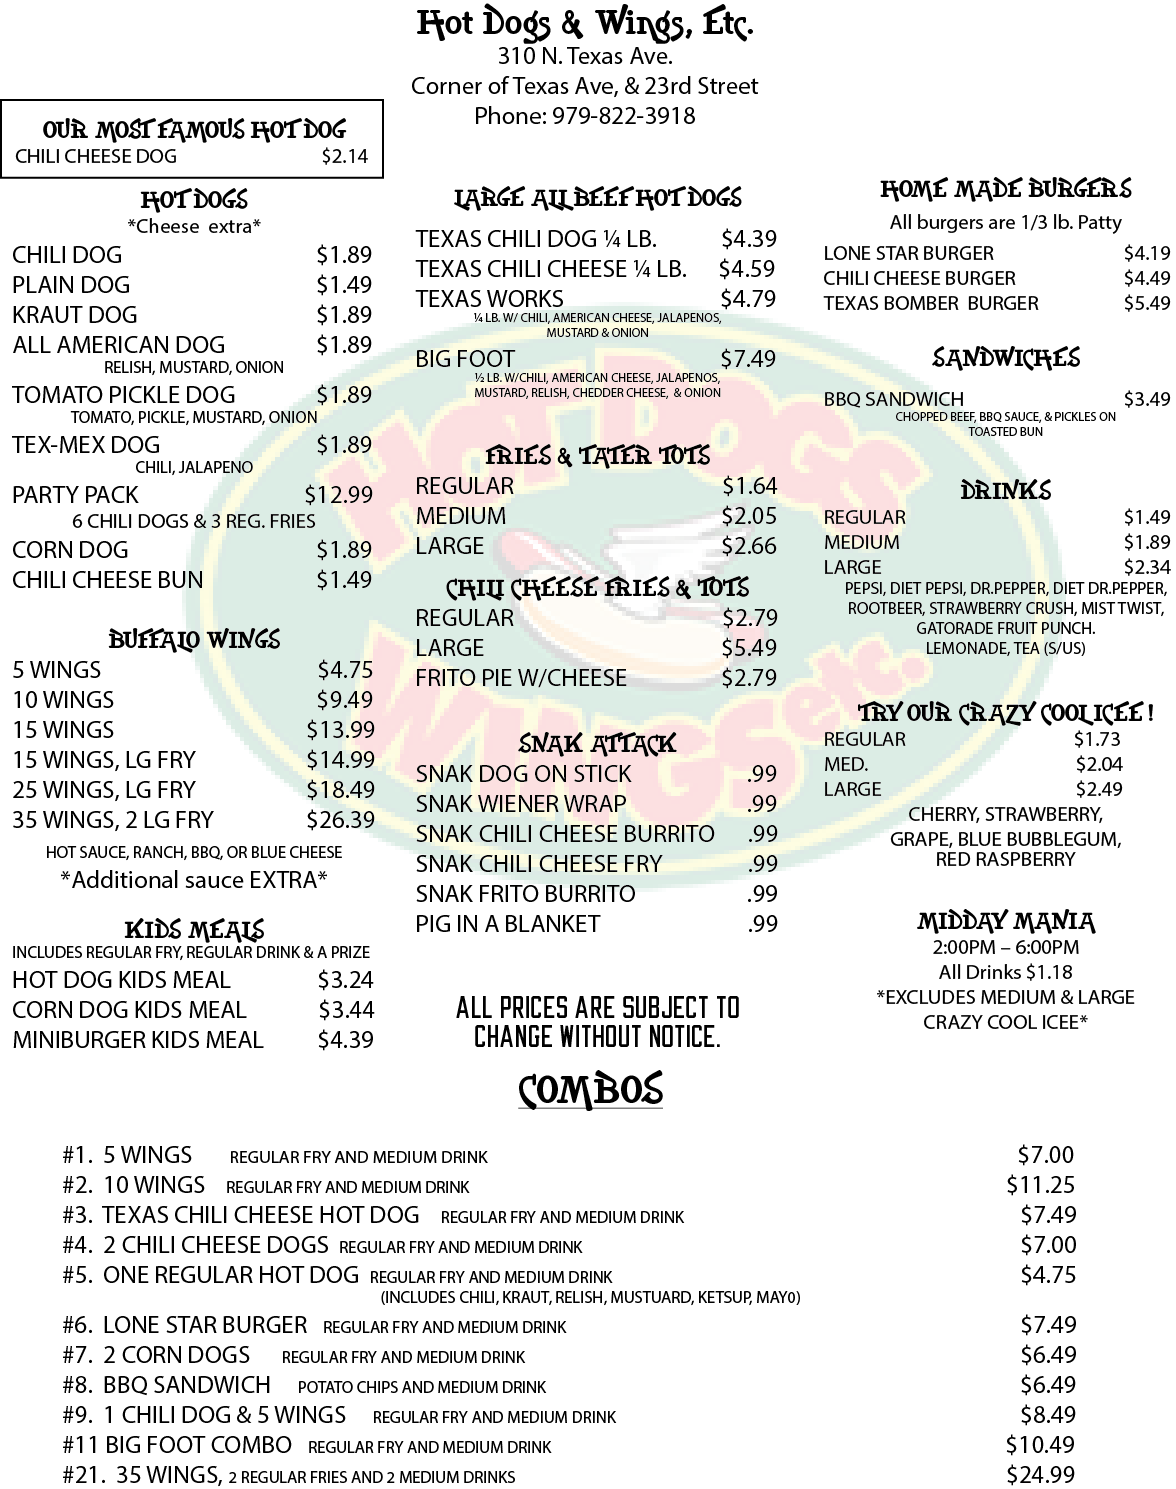 Hot Dogs & Wings, Etc.
310 N. Texas Ave.
Corner of Texas Ave, & 23rd Street
Phone: 979-822-3918
OUR MOST FAMOUS HOT DOG
CHILI CHEESE DOG $2.14
HOT DOGS
*Cheese extra*
CHILI DOG $1.89
PLAIN DOG $1.49
KRAUT DOG $1.89
ALL AMERICAN DOG $1.89
RELISH, MUSTARD, ONION
TOMATO PICKLE DOG $1.89
TOMATO, PICKLE, MUSTARD, ONION
TEX-MEX DOG $1.89
CHILI, JALAPENO
PARTY PACK $12.99
6 CHILI DOGS & 3 REG. FRIES
CORN DOG $1.89
CHILI CHEESE BUN $1.49
BUFFALO WINGS
5 WINGS $4.75
10 WINGS $9.49
15 WINGS $13.99
15 WINGS, LG FRY $14.99
25 WINGS, LG FRY $18.49
35 WINGS, 2 LG FRY $26.39
HOT SAUCE, RANCH, BBQ, OR BLUE CHEESE
*Additional sauce EXTRA*
KIDS MEALS
INCLUDES REGULAR FRY, REGULAR DRINK & A PRIZE
HOT DOG KIDS MEAL $3.24
CORN DOG KIDS MEAL $3.44
MINIBURGER KIDS MEAL $4.39
LARGE ALL BEEF HOT DOGS
TEXAS CHILI DOG ¼ LB. $4.39
TEXAS CHILI CHEESE ¼ LB. $4.59
TEXAS WORKS $4.79
¼ LB. W/ CHILI, AMERICAN CHEESE, JALAPENOS,
MUSTARD & ONION
BIG FOOT $7.49
½ LB. W/CHILI, AMERICAN CHEESE, JALAPENOS,
MUSTARD, RELISH, CHEDDER CHEESE, & ONION
FRIES & TATER TOTS
REGULAR $1.64
MEDIUM $2.05
LARGE $2.66
CHILI CHEESE FRIES & TOTS
REGULAR $2.79
LARGE $5.49
FRITO PIE W/CHEESE $2.79
SNAK ATTACK
SNAK DOG ON STICK .99
SNAK WIENER WRAP .99
SNAK CHILI CHEESE BURRITO .99
SNAK CHILI CHEESE FRY .99
SNAK FRITO BURRITO .99
PIG IN A BLANKET .99
ALL PRICES ARE SUBJECT TO
CHANGE WITHOUT NOTICE.
HOME MADE BURGERS
All burgers are 1/3 lb. Patty
LONE STAR BURGER $4.19
CHILI CHEESE BURGER $4.49
TEXAS BOMBER BURGER $5.49
SANDWICHES
BBQ SANDWICH $3.49
CHOPPED BEEF, BBQ SAUCE, & PICKLES ON
TOASTED BUN
DRINKS
REGULAR $1.49
MEDIUM $1.89
LARGE $2.34
PEPSI, DIET PEPSI, DR.PEPPER, DIET DR.PEPPER,
ROOTBEER, STRAWBERRY CRUSH, MIST TWIST,
GATORADE FRUIT PUNCH.
LEMONADE, TEA (S/US)
TRY OUR CRAZY COOL ICEE!
REGULAR $1.73
MED. $2.04
LARGE $2.49
CHERRY, STRAWBERRY,
GRAPE, BLUE BUBBLEGUM,
RED RASPBERRY
MIDDAY MANIA
2:00PM – 6:00PM
All Drinks $1.18
*EXCLUDES MEDIUM & LARGE
CRAZY COOL ICEE*
HOT DOGS
WINGS etc.
COMBOS
#1. 5 WINGS REGULAR FRY AND MEDIUM DRINK $7.00
#2. 10 WINGS REGULAR FRY AND MEDIUM DRINK $11.25
#3. TEXAS CHILI CHEESE HOT DOG REGULAR FRY AND MEDIUM DRINK $7.49
#4. 2 CHILI CHEESE DOGS REGULAR FRY AND MEDIUM DRINK $7.00
#5. ONE REGULAR HOT DOG REGULAR FRY AND MEDIUM DRINK $4.75
(INCLUDES CHILI, KRAUT, RELISH, MUSTUARD, KETSUP, MAY0)
#6. LONE STAR BURGER REGULAR FRY AND MEDIUM DRINK $7.49
#7. 2 CORN DOGS REGULAR FRY AND MEDIUM DRINK $6.49
#8. BBQ SANDWICH POTATO CHIPS AND MEDIUM DRINK $6.49
#9. 1 CHILI DOG & 5 WINGS REGULAR FRY AND MEDIUM DRINK $8.49
#11 BIG FOOT COMBO REGULAR FRY AND MEDIUM DRINK $10.49
#21. 35 WINGS, 2 REGULAR FRIES AND 2 MEDIUM DRINKS $24.99